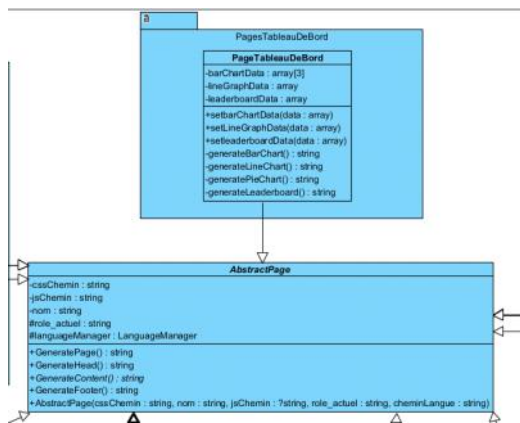 a
PagesTableauDeBord
PageTableauDeBord
-barChartData : array[3]
-lineGraphData : array
-leaderboardData : array
+setbarChartData(data : array)
+setLineGraphData(data : array)
+setleaderboardData(data : array)
-generateBarChart() : string
-generateLineChart() : string
-generatePieChart() : string
-generateLeaderboard() : string
AbstractPage
-cssChemin : string
-jsChemin : string
-nom : string
#role_actuel : string
#languageManager : LanguageManager
+GeneratePage() : string
+GenerateHead() : string
+GenerateContent() : string
+GenerateFooter() : string
+AbstractPage(cssChemin : string, nom : string, jsChemin : ?string, role_actuel : string, cheminLangue : string)